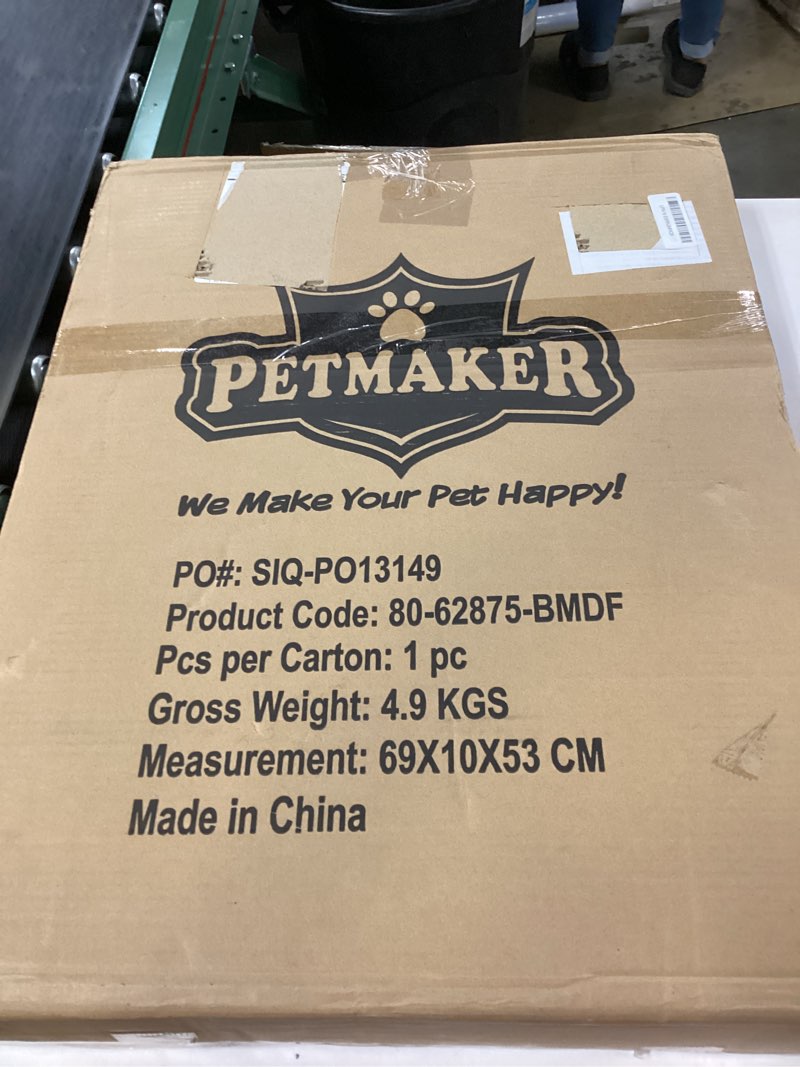 PETMAKER
We Make Your Pet Happy!
PO#: SIQ-PO13149
Product Code: 80-62875-BMDF
Pcs per Carton: 1 pc
Gross Weight: 4.9 KGS
Measurement: 69X10X53 CM
Made in China